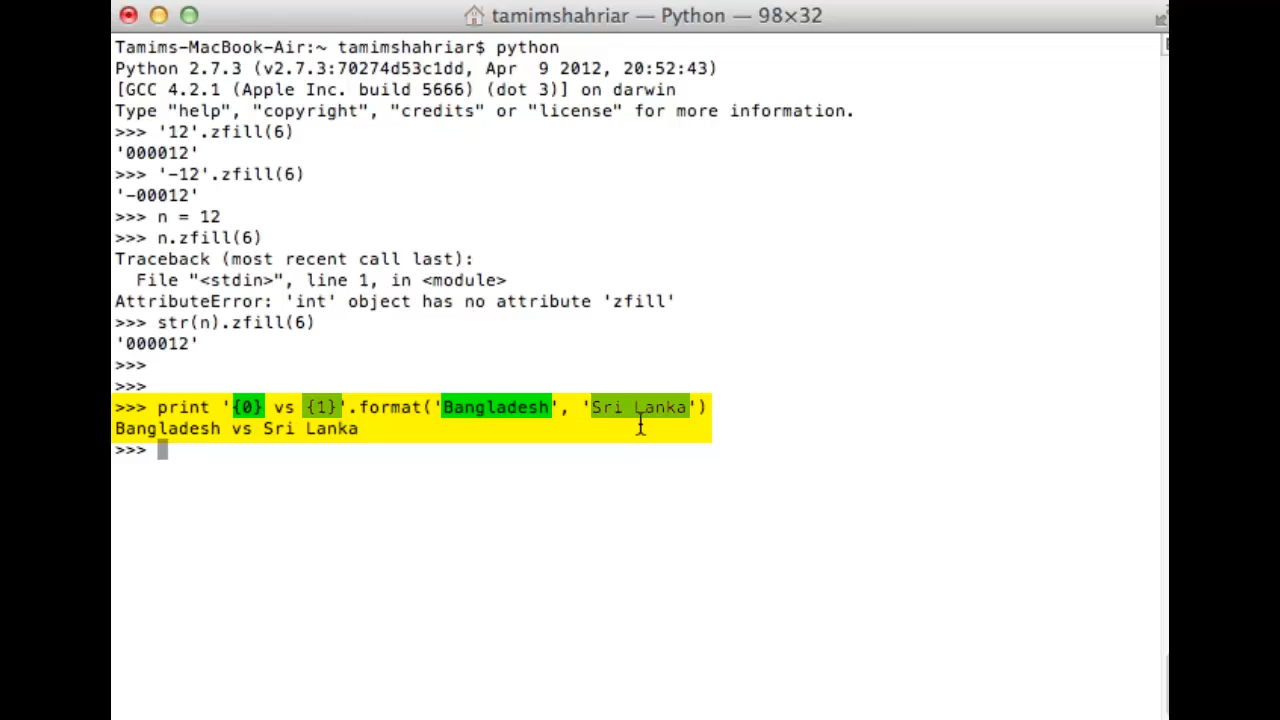 tamimshahriar — Python — 98×32
Tamims-MacBook-Air:~ tamimshahriar$ python
Python 2.7.3 (v2.7.3:70274d53c1dd, Apr  9 2012, 20:52:43)
[GCC 4.2.1 (Apple Inc. build 5666) (dot 3)] on darwin
Type "help", "copyright", "credits" or "license" for more information.
>>> '12'.zfill(6)
'000012'
>>> '-12'.zfill(6)
'-00012'
>>> n = 12
>>> n.zfill(6)
Traceback (most recent call last):
  File "<stdin>", line 1, in <module>
AttributeError: 'int' object has no attribute 'zfill'
>>> str(n).zfill(6)
'000012'
>>>
>>>
>>> print '{0} vs {1}'.format('Bangladesh', 'Sri Lanka')
Bangladesh vs Sri Lanka
>>>